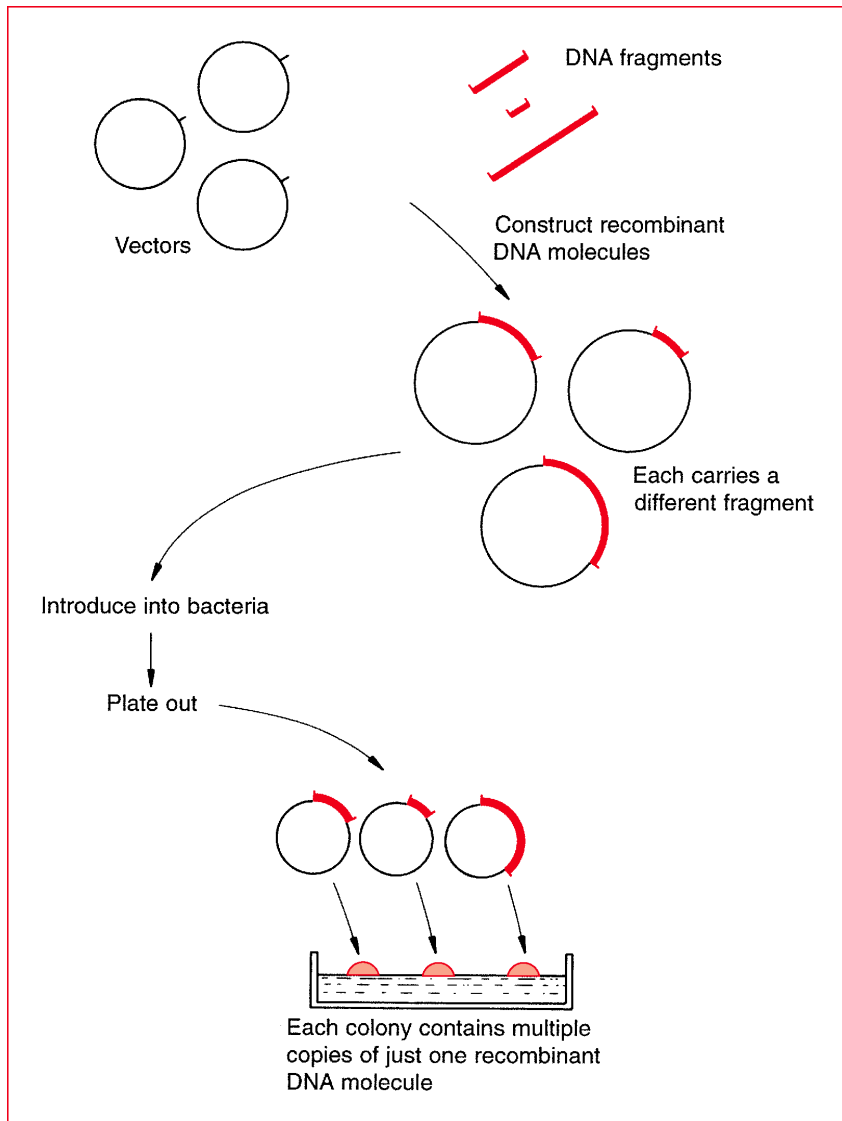 DNA fragments
Vectors
Construct recombinant
DNA molecules
Each carries a
different fragment
Introduce into bacteria
Plate out
Each colony contains multiple
copies of just one recombinant
DNA molecule